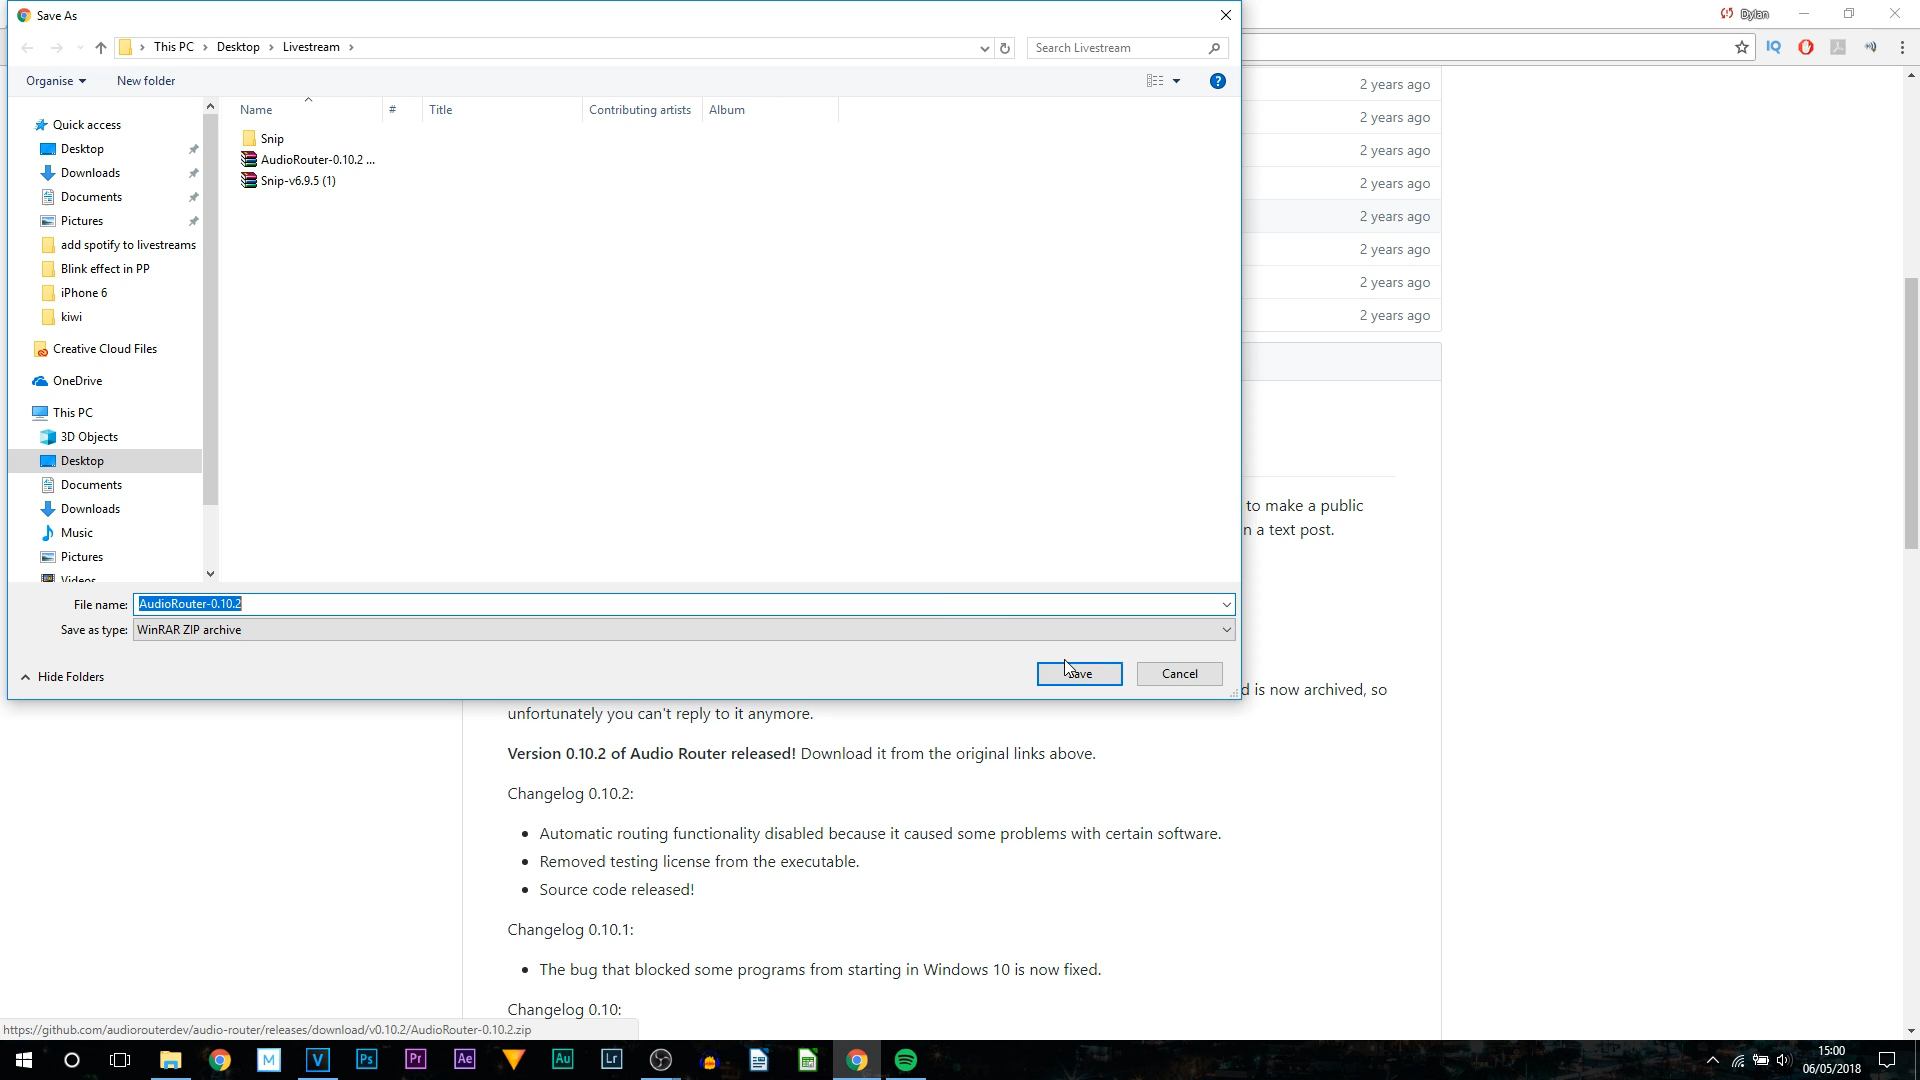 Save As
Dylan
This PC
Desktop
Livestream
Search Livestream
Organise
New folder
Name
#
Title
Contributing artists
Album
Quick access
Desktop
Downloads
Documents
Pictures
add spotify to livestreams
Blink effect in PP
iPhone 6
kiwi
Creative Cloud Files
OneDrive
This PC
3D Objects
Desktop
Documents
Downloads
Music
Pictures
Videos
Snip
AudioRouter-0.10.2 ...
Snip-v6.9.5 (1)
File name: AudioRouter-0.10.2
Save as type: WinRAR ZIP archive
Hide Folders
Save
Cancel
IQ
2 years ago
2 years ago
2 years ago
2 years ago
2 years ago
2 years ago
2 years ago
2 years ago
to make a public
n a text post.
d is now archived, so
unfortunately you can't reply to it anymore.
Version 0.10.2 of Audio Router released! Download it from the original links above.
Changelog 0.10.2:
• Automatic routing functionality disabled because it caused some problems with certain software.
• Removed testing license from the executable.
• Source code released!
Changelog 0.10.1:
• The bug that blocked some programs from starting in Windows 10 is now fixed.
Changelog 0.10:
https://github.com/audiorouterdev/audio-router/releases/download/v0.10.2/AudioRouter-0.10.2.zip
M
V
Ps
Pr
Ae
Au
Lr
15:00
06/05/2018